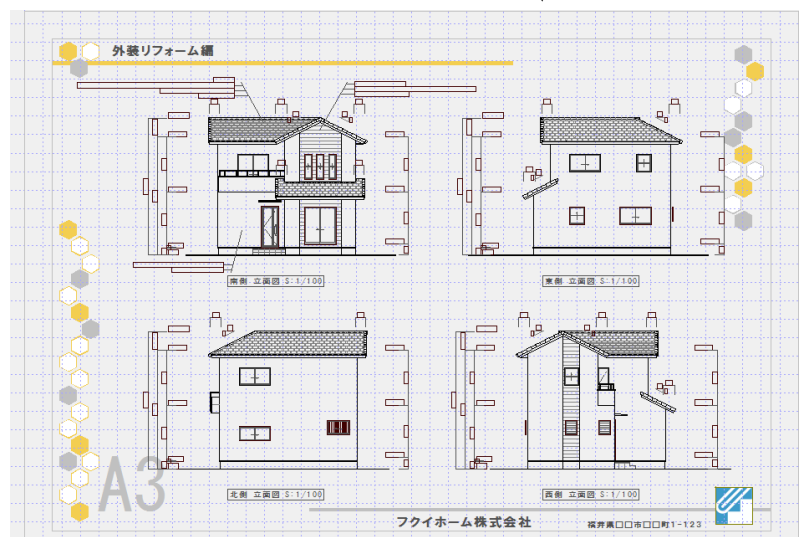 外装リフォーム編
南側 立面図 S:1/100
東側 立面図 S:1/100
北側 立面図 S:1/100
西側 立面図 S:1/100
A3
フクイホーム株式会社
福井県□□市□□町1-123